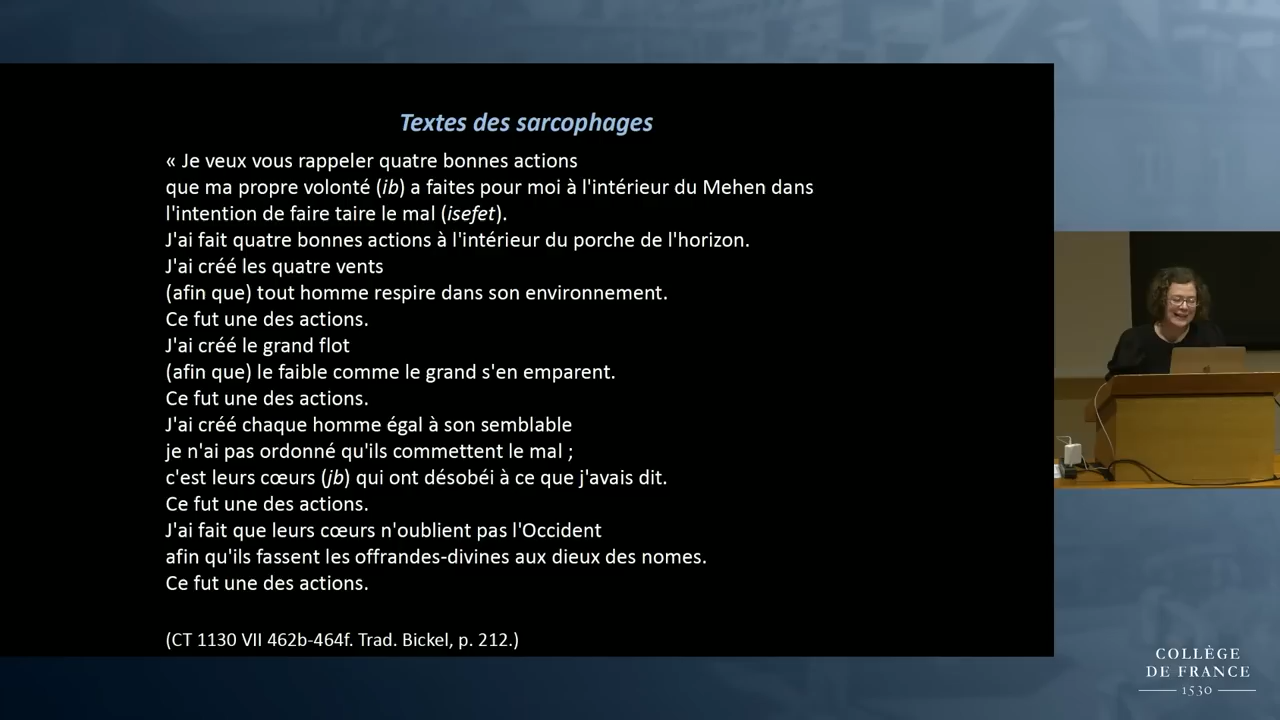 Textes des sarcophages
« Je veux vous rappeler quatre bonnes actions
que ma propre volonté (ib) a faites pour moi à l'intérieur du Mehen dans
l'intention de faire taire le mal (isefet).
J'ai fait quatre bonnes actions à l'intérieur du porche de l'horizon.
J'ai créé les quatre vents
(afin que) tout homme respire dans son environnement.
Ce fut une des actions.
J'ai créé le grand flot
(afin que) le faible comme le grand s'en emparent.
Ce fut une des actions.
J'ai créé chaque homme égal à son semblable
je n'ai pas ordonné qu'ils commettent le mal ;
c'est leurs cœurs (jb) qui ont désobéi à ce que j'avais dit.
Ce fut une des actions.
J'ai fait que leurs cœurs n'oublient pas l'Occident
afin qu'ils fassent les offrandes-divines aux dieux des nomes.
Ce fut une des actions.
(CT 1130 VII 462b-464f. Trad. Bickel, p. 212.)
COLLÈGE
DE FRANCE
1530